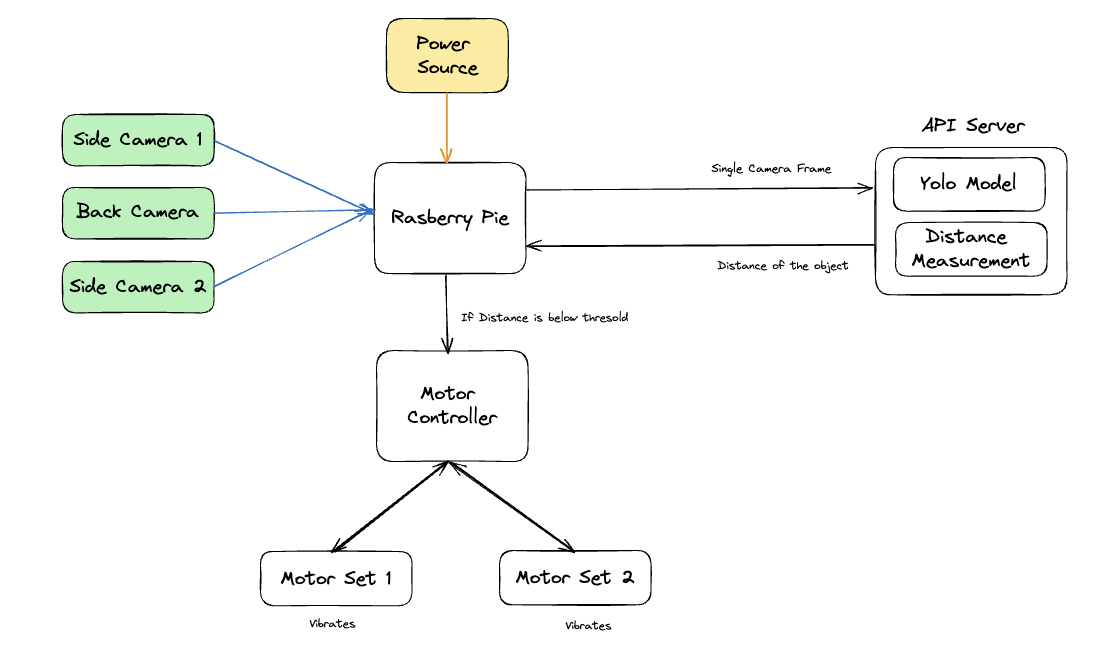 Power
Source
API Server
Side Camera 1
Single Camera Frame
Yolo Model
Back Camera
Rasberry Pie
Distance
Measurement
Side Camera 2
Distance of the object
If Distance is below thresold
Motor
Controller
Motor Set 1
Motor Set 2
Vibrates
Vibrates